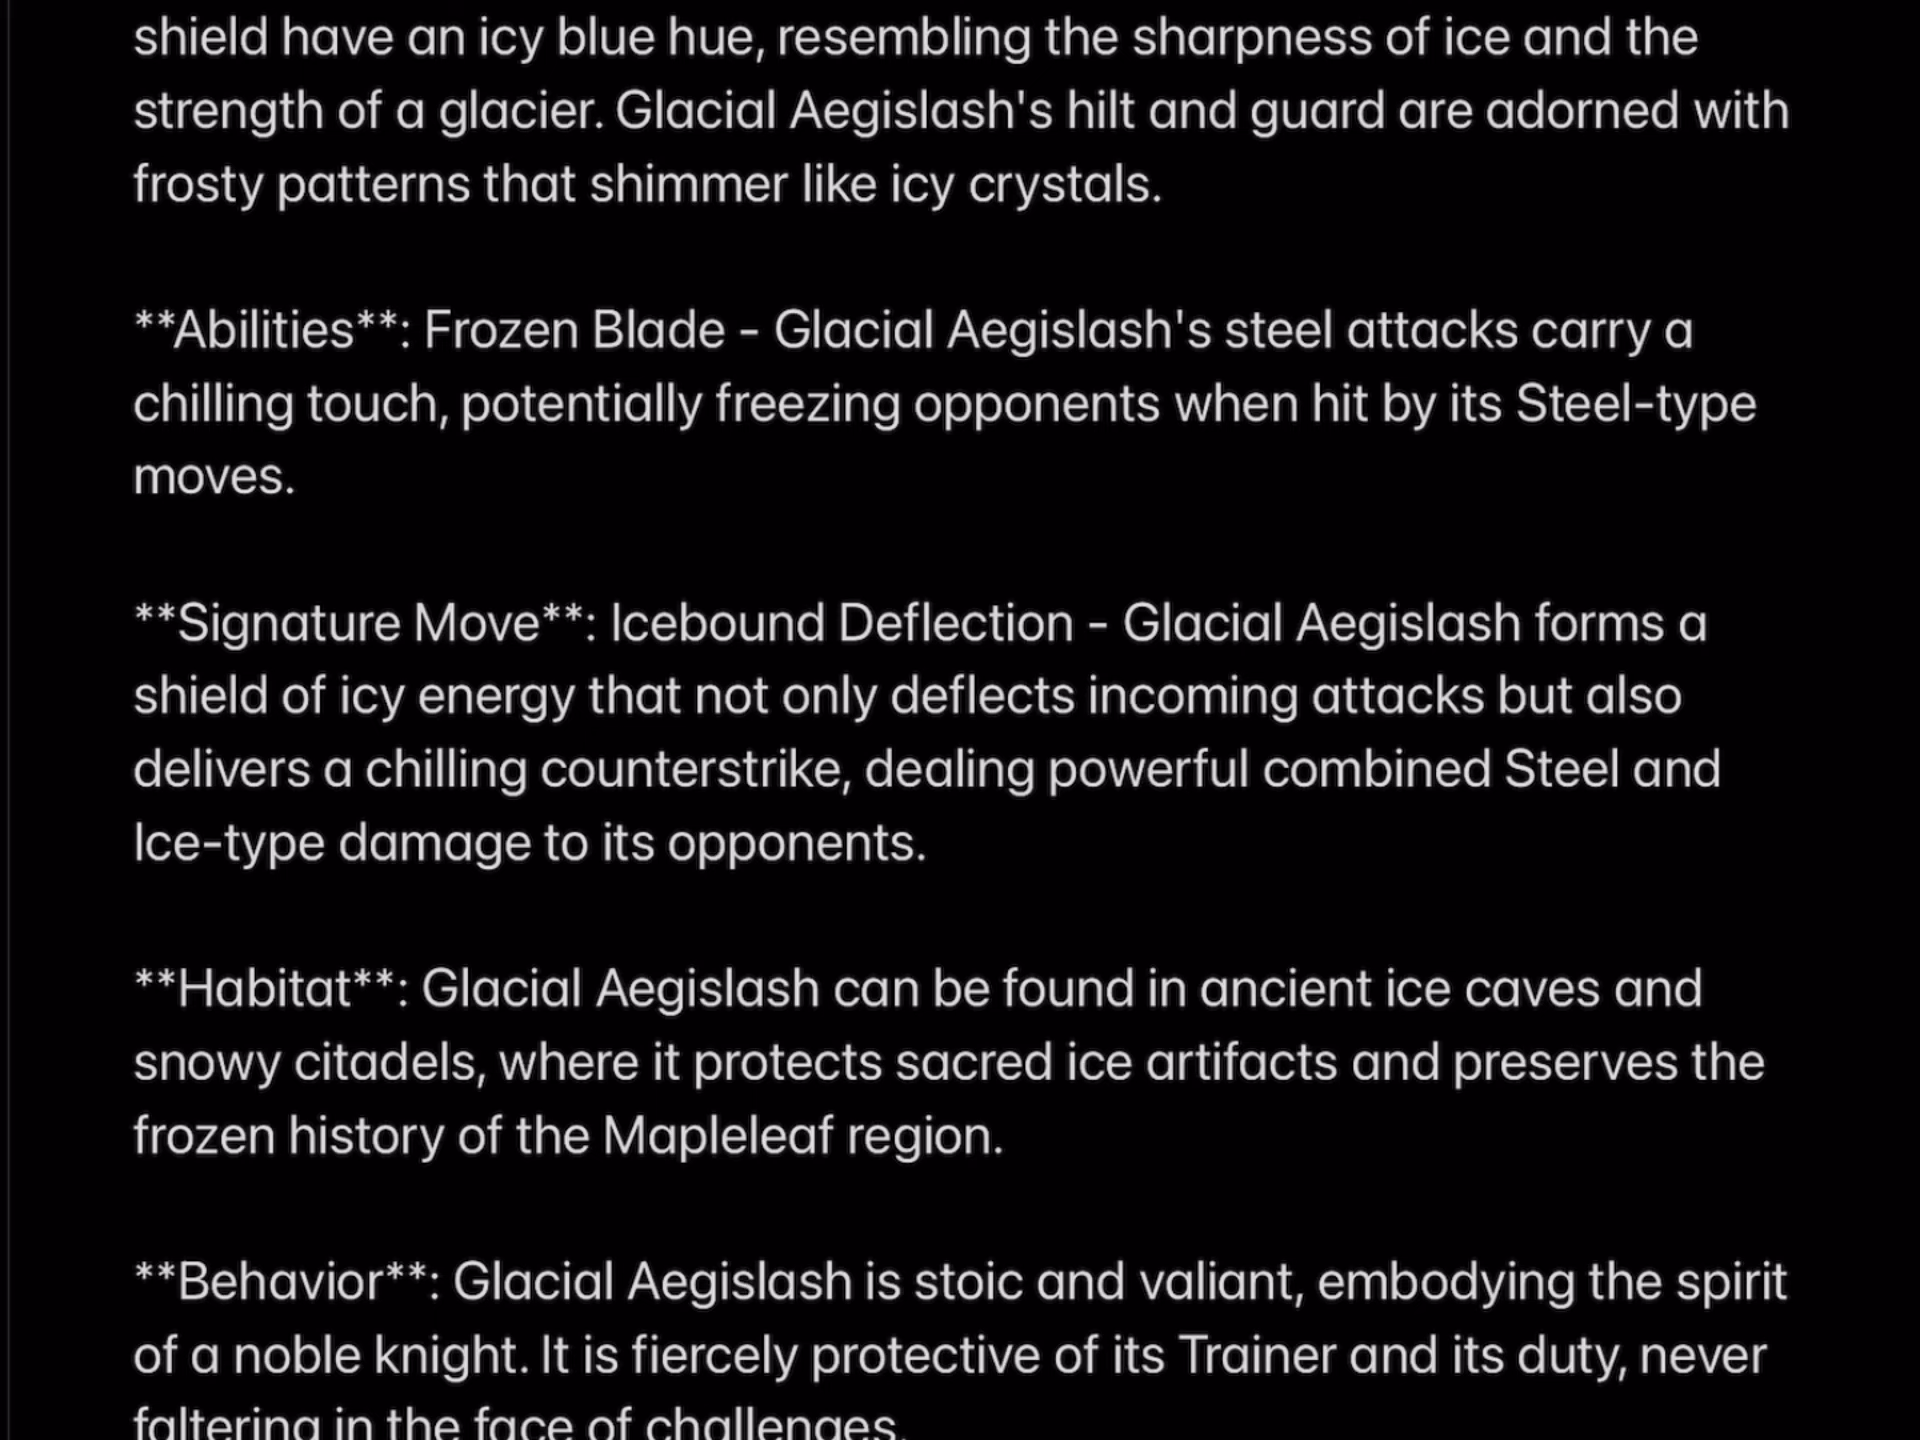 shield have an icy blue hue, resembling the sharpness of ice and the
strength of a glacier. Glacial Aegislash's hilt and guard are adorned with
frosty patterns that shimmer like icy crystals.
**Abilities**: Frozen Blade - Glacial Aegislash's steel attacks carry a
chilling touch, potentially freezing opponents when hit by its Steel-type
moves.
**Signature Move**: Icebound Deflection - Glacial Aegislash forms a
shield of icy energy that not only deflects incoming attacks but also
delivers a chilling counterstrike, dealing powerful combined Steel and
Ice-type damage to its opponents.
**Habitat**: Glacial Aegislash can be found in ancient ice caves and
snowy citadels, where it protects sacred ice artifacts and preserves the
frozen history of the Mapleleaf region.
**Behavior**: Glacial Aegislash is stoic and valiant, embodying the spirit
of a noble knight. It is fiercely protective of its Trainer and its duty, never
faltering in the face of challenges.